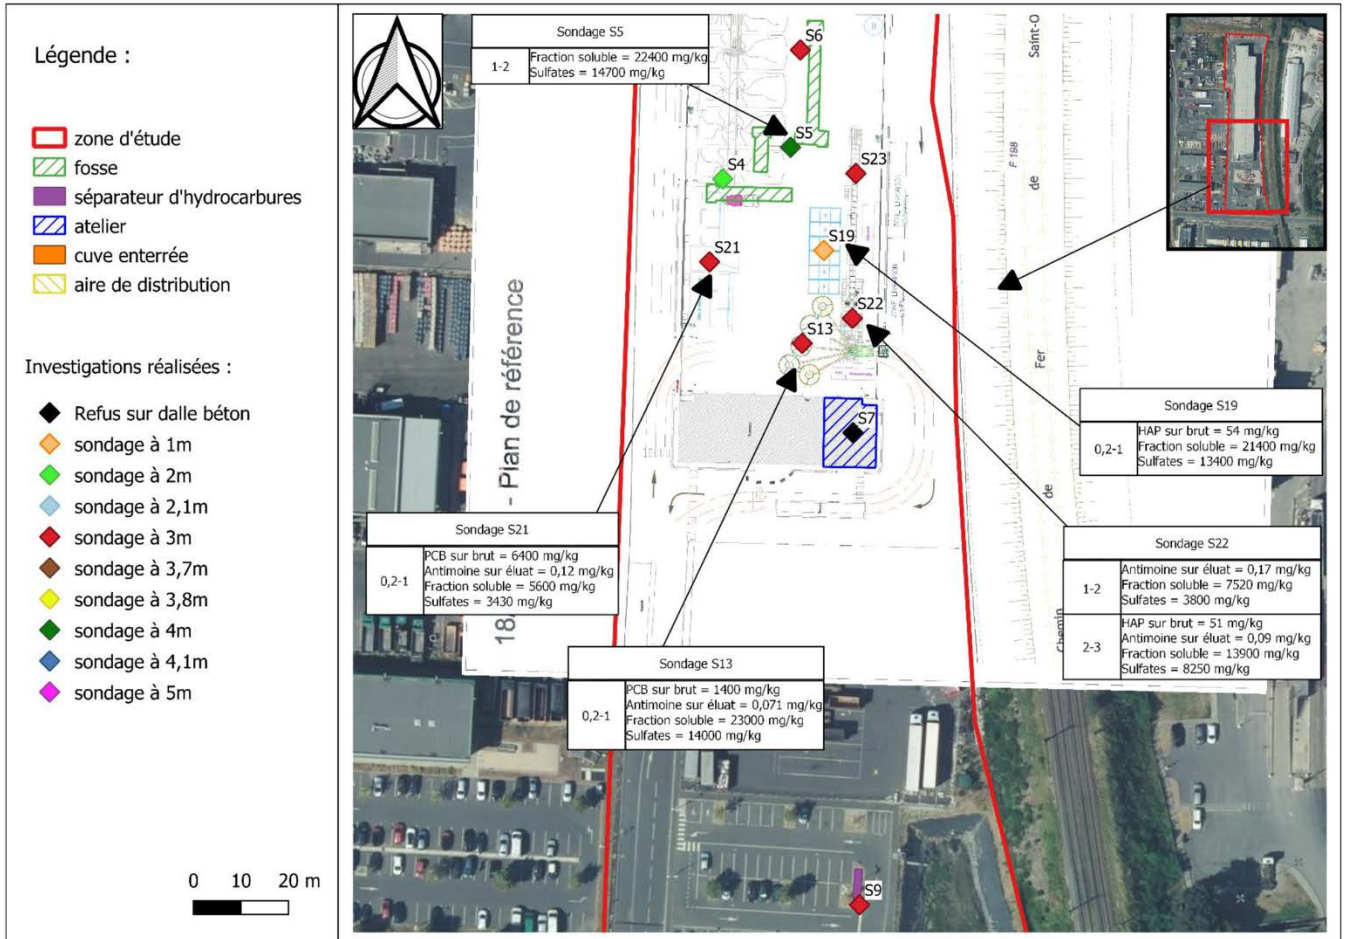 Légende :
zone d'étude
fosse
séparateur d'hydrocarbures
atelier
cuve enterrée
aire de distribution
Investigations réalisées :
Refus sur dalle béton
sondage à 1m
sondage à 2m
sondage à 2,1m
sondage à 3m
sondage à 3,7m
sondage à 3,8m
sondage à 4m
sondage à 4,1m
sondage à 5m
0 10 20 m
Sondage S5
1-2
Fraction soluble = 22400 mg/kg
Sulfates = 14700 mg/kg
S6
S5
S4
S23
S21
S19
S22
S13
S7
S9
Saint-O
de
F 198
Fer
de
Chemin
- Plan de référence
Sondage S19
0,2-1
HAP sur brut = 54 mg/kg
Fraction soluble = 21400 mg/kg
Sulfates = 13400 mg/kg
Sondage S21
0,2-1
PCB sur brut = 6400 mg/kg
Antimoine sur éluat = 0,12 mg/kg
Fraction soluble = 5600 mg/kg
Sulfates = 3430 mg/kg
Sondage S22
1-2
Antimoine sur éluat = 0,17 mg/kg
Fraction soluble = 7520 mg/kg
Sulfates = 3800 mg/kg
2-3
HAP sur brut = 51 mg/kg
Antimoine sur éluat = 0,09 mg/kg
Fraction soluble = 13900 mg/kg
Sulfates = 8250 mg/kg
Sondage S13
0,2-1
PCB sur brut = 1400 mg/kg
Antimoine sur éluat = 0,071 mg/kg
Fraction soluble = 23000 mg/kg
Sulfates = 14000 mg/kg